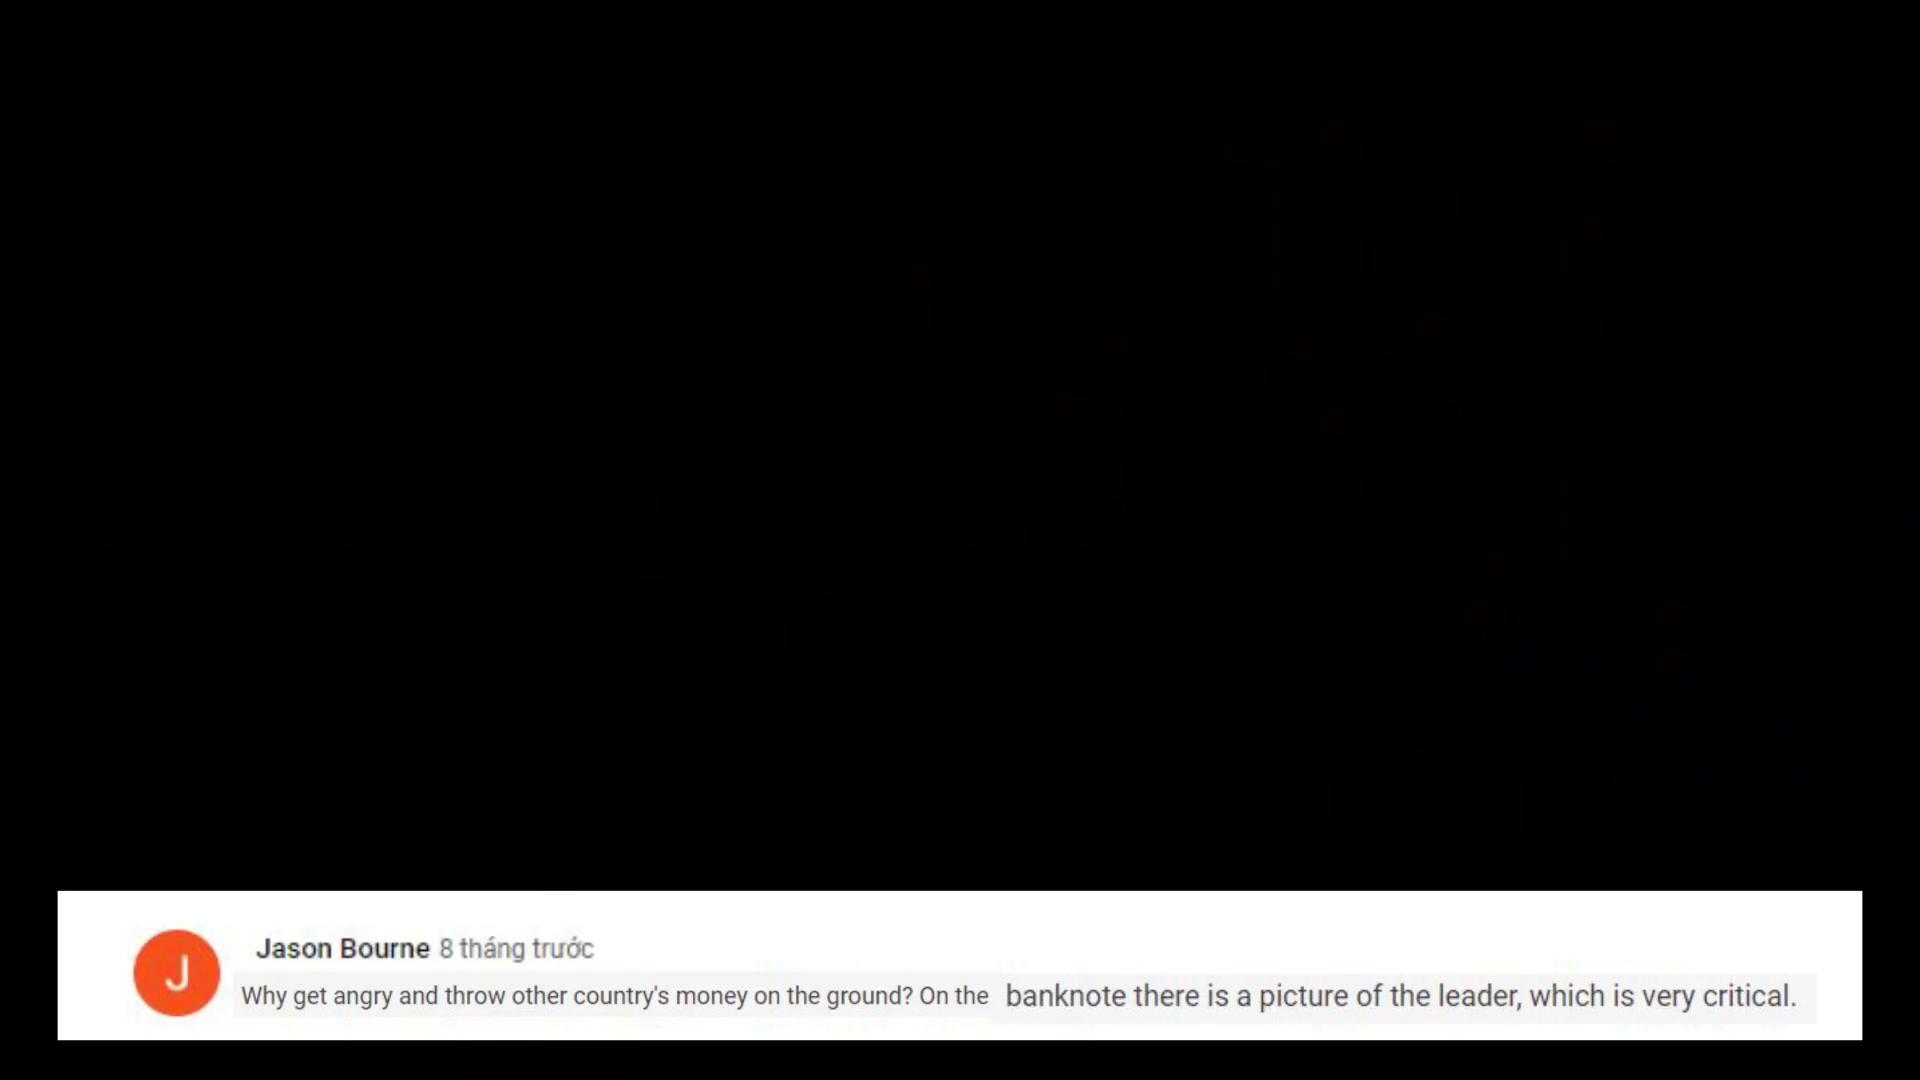 J
Jason Bourne 8 tháng trước
Why get angry and throw other country's money on the ground? On the banknote there is a picture of the leader, which is very critical.